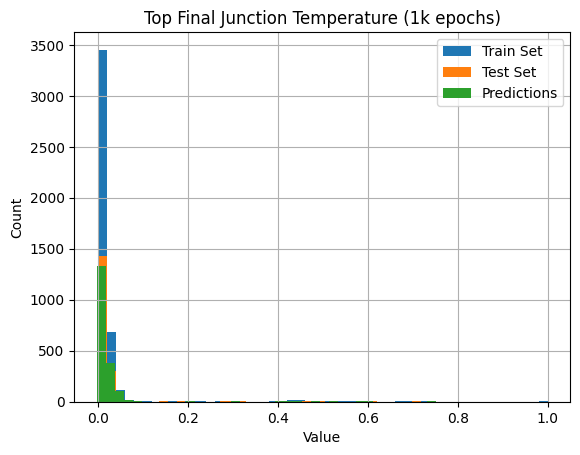 Top Final Junction Temperature (1k epochs)
Train Set
Test Set
Predictions
Count
3500
3000
2500
2000
1500
1000
500
0
0.0 0.2 0.4 0.6 0.8 1.0
Value